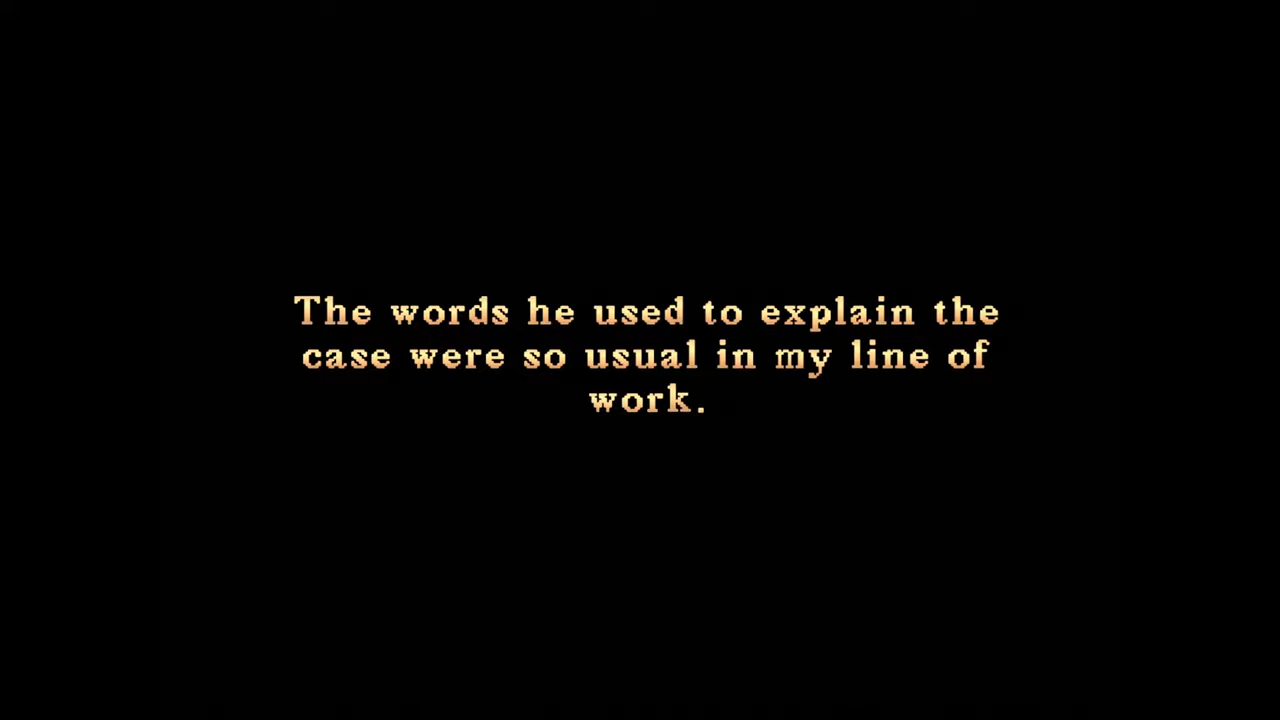 The words he used to explain the
case were so usual in my line of
work.